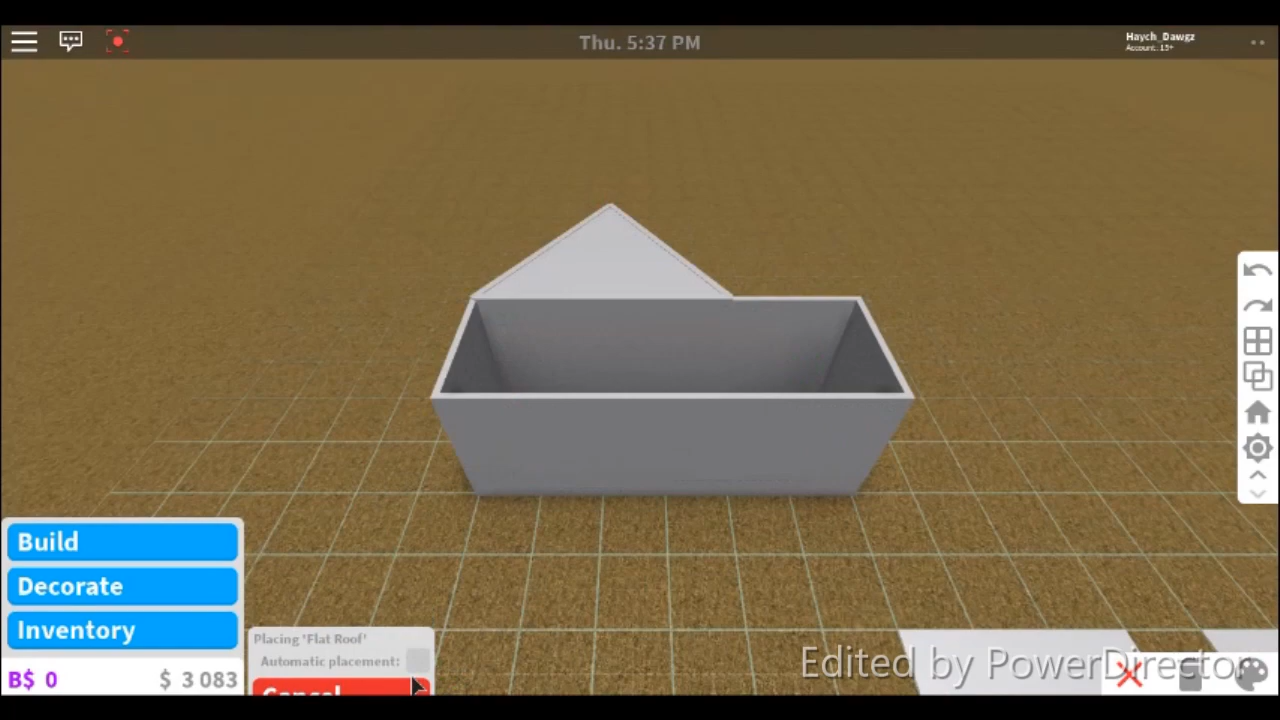 Thu. 5:37 PM
Haych_Dawgz
Account: 13+
Build
Decorate
Inventory
B$ 0
$ 3 083
Placing 'Flat Roof'
Automatic placement:
Cancel
Edited by PowerDirector